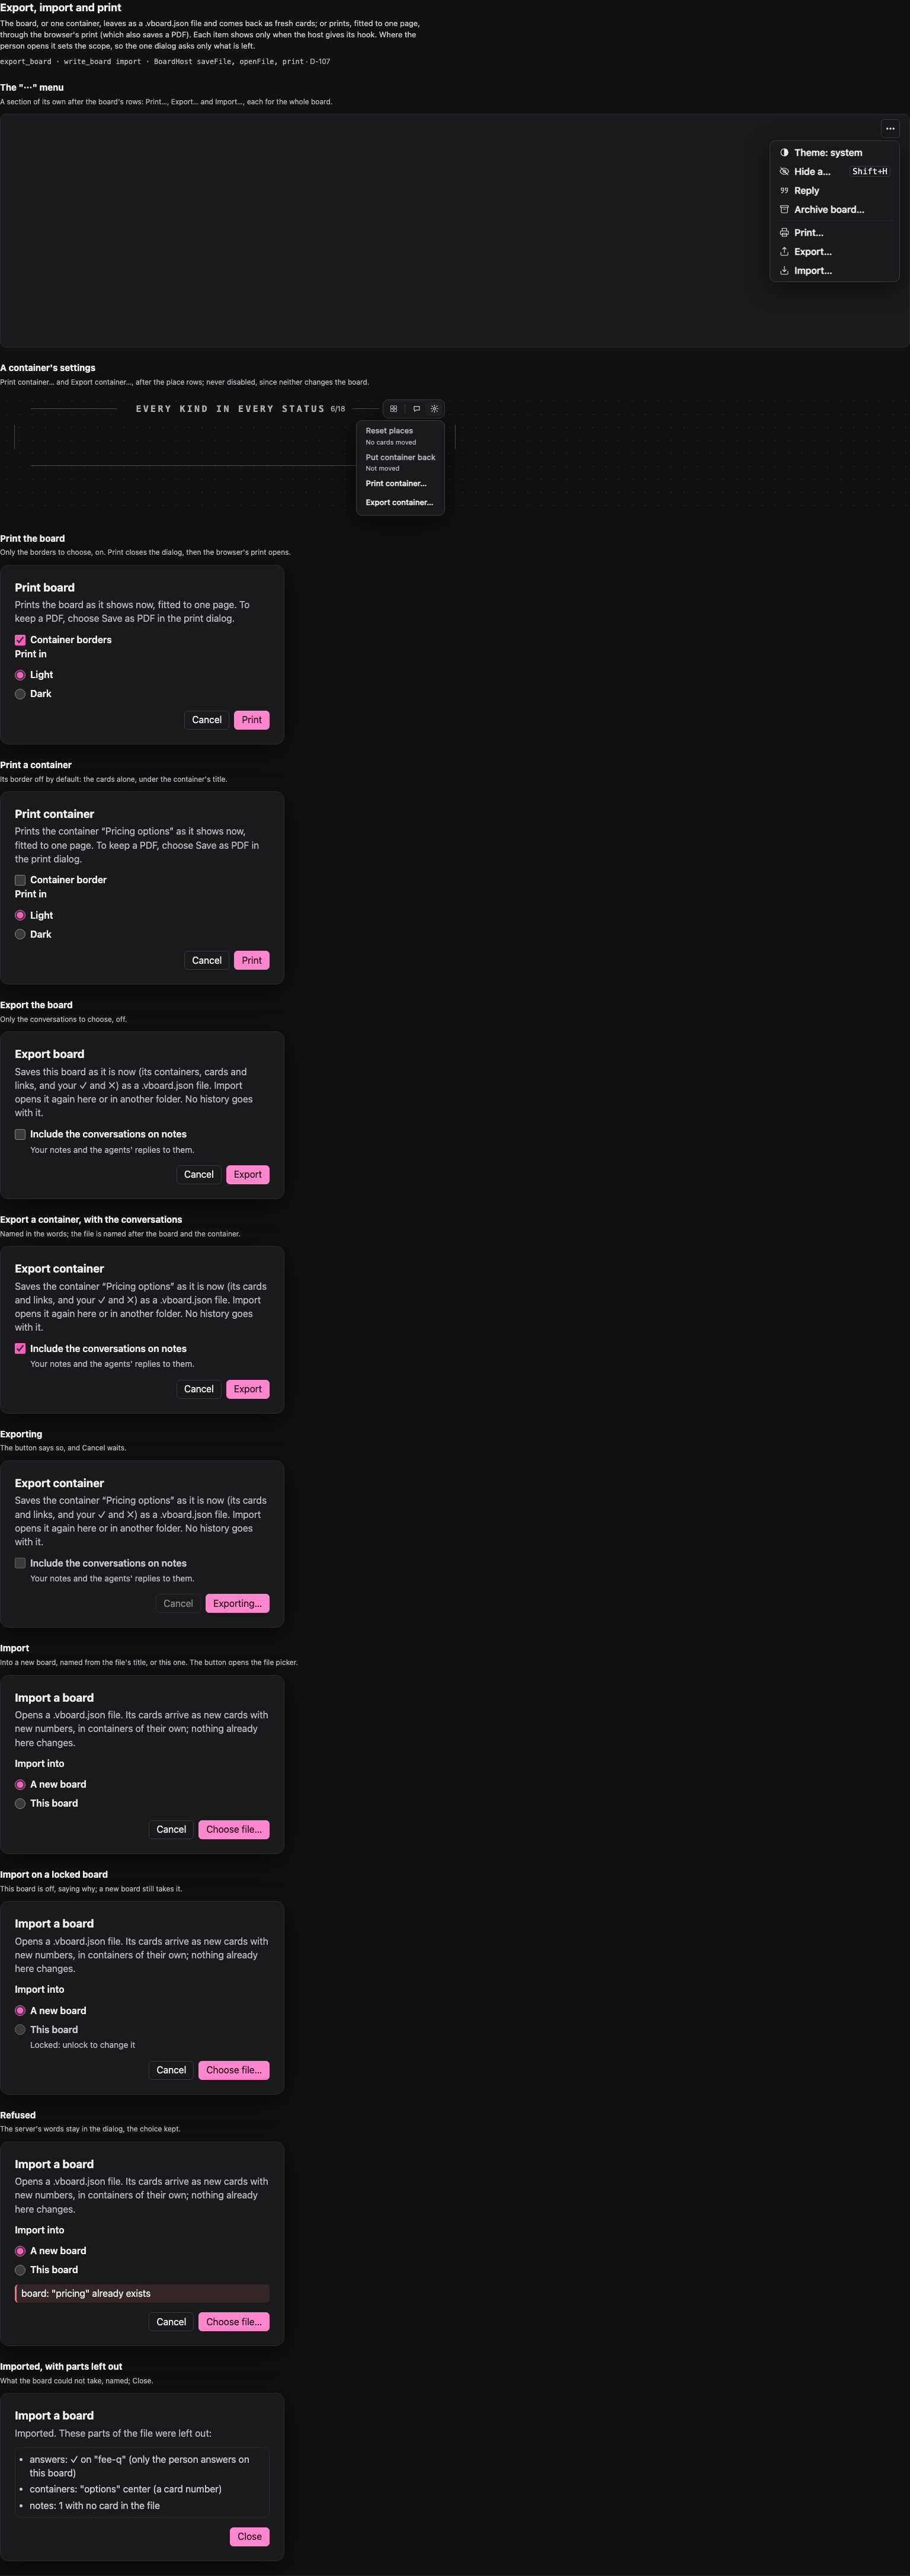 Export, import and print
The board, or one container, leaves as a .vboard.json file and comes back as fresh cards; or prints, fitted to one page,
through the browser's print (which also saves a PDF). Each item shows only when the host gives its hook. Where the
person opens it sets the scope, so the one dialog asks only what is left.
export_board · write_board import · BoardHost saveFile, openFile, print · D-107
The "···" menu
A section of its own after the board's rows: Print…, Export… and Import…, each for the whole board.
Theme: system
Hide a… Shift+H
Reply
Archive board…
Print…
Export…
Import…
A container's settings
Print container… and Export container…, after the place rows; never disabled, since neither changes the board.
EVERY KIND IN EVERY STATUS 6/18
Reset places
No cards moved
Put container back
Not moved
Print container…
Export container…
Print the board
Only the borders to choose, on. Print closes the dialog, then the browser's print opens.
Print board
Prints the board as it shows now, fitted to one page. To
keep a PDF, choose Save as PDF in the print dialog.
Container borders
Print in
Light
Dark
Cancel Print
Print a container
Its border off by default: the cards alone, under the container's title.
Print container
Prints the container “Pricing options” as it shows now,
fitted to one page. To keep a PDF, choose Save as PDF in
the print dialog.
Container border
Print in
Light
Dark
Cancel Print
Export the board
Only the conversations to choose, off.
Export board
Saves this board as it is now (its containers, cards and
links, and your ✓ and ✕) as a .vboard.json file. Import
opens it again here or in another folder. No history goes
with it.
Include the conversations on notes
Your notes and the agents' replies to them.
Cancel Export
Export a container, with the conversations
Named in the words; the file is named after the board and the container.
Export container
Saves the container “Pricing options” as it is now (its cards
and links, and your ✓ and ✕) as a .vboard.json file. Import
opens it again here or in another folder. No history goes
with it.
Include the conversations on notes
Your notes and the agents' replies to them.
Cancel Export
Exporting
The button says so, and Cancel waits.
Export container
Saves the container “Pricing options” as it is now (its cards
and links, and your ✓ and ✕) as a .vboard.json file. Import
opens it again here or in another folder. No history goes
with it.
Include the conversations on notes
Your notes and the agents' replies to them.
Cancel Exporting…
Import
Into a new board, named from the file's title, or this one. The button opens the file picker.
Import a board
Opens a .vboard.json file. Its cards arrive as new cards with
new numbers, in containers of their own; nothing already
here changes.
Import into
A new board
This board
Cancel Choose file…
Import on a locked board
This board is off, saying why; a new board still takes it.
Import a board
Opens a .vboard.json file. Its cards arrive as new cards with
new numbers, in containers of their own; nothing already
here changes.
Import into
A new board
This board
Locked: unlock to change it
Cancel Choose file…
Refused
The server's words stay in the dialog, the choice kept.
Import a board
Opens a .vboard.json file. Its cards arrive as new cards with
new numbers, in containers of their own; nothing already
here changes.
Import into
A new board
This board
board: "pricing" already exists
Cancel Choose file…
Imported, with parts left out
What the board could not take, named; Close.
Import a board
Imported. These parts of the file were left out:
• answers: ✓ on "fee-q" (only the person answers on
this board)
• containers: "options" center (a card number)
• notes: 1 with no card in the file
Close